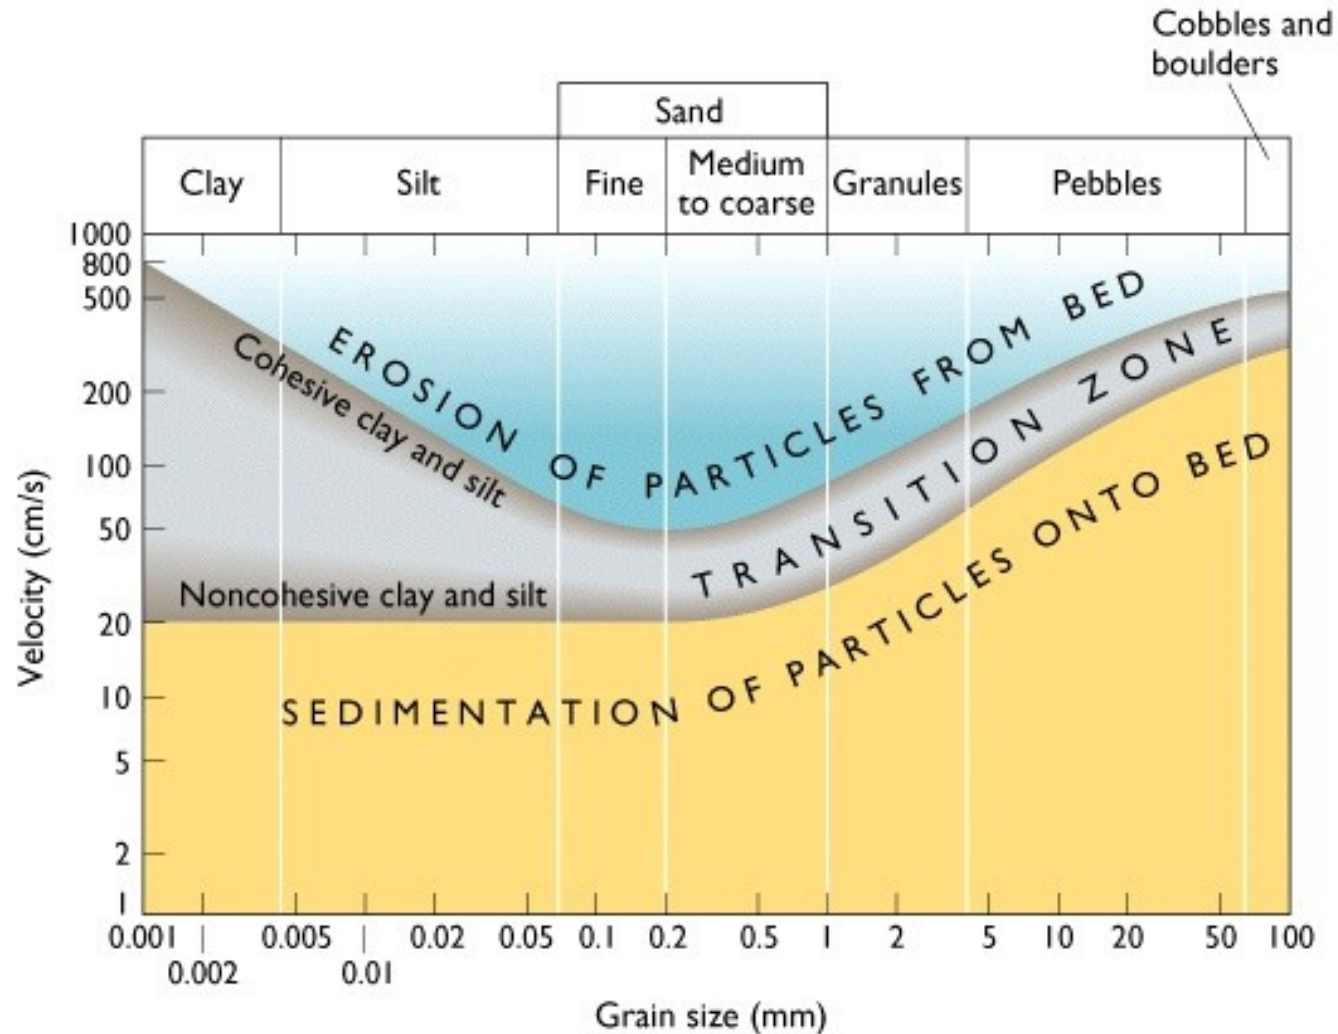 Cobbles and
boulders
Sand
Clay
Silt
Fine
Medium
to coarse
Granules
Pebbles
1000
800
500
200
100
50
20
10
5
2
1
Velocity (cm/s)
EROSION OF PARTICLES FROM BED
Cohesive clay and silt
TRANSITION ZONE
Noncohesive clay and silt
SEDIMENTATION OF PARTICLES ONTO BED
0.001
0.002
0.005
0.01
0.02
0.05
0.1
0.2
0.5
1
2
5
10
20
50
100
Grain size (mm)